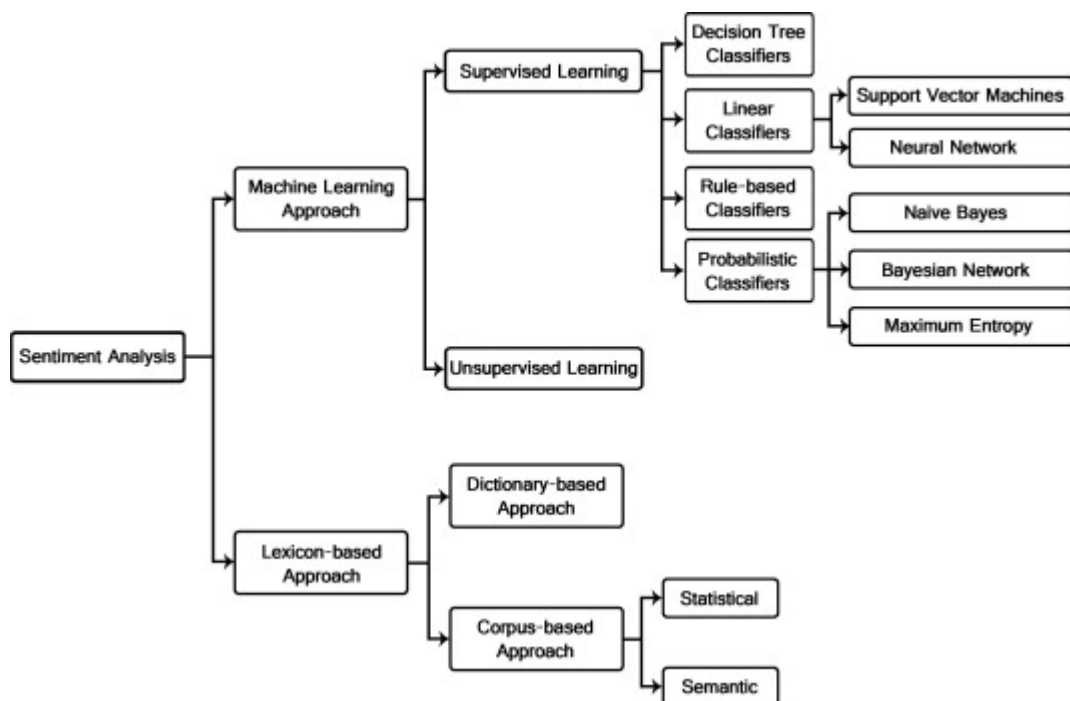 Decision Tree
Classifiers
Supervised Learning
Support Vector Machines
Linear
Classifiers
Neural Network
Machine Learning
Approach
Rule-based
Classifiers
Naive Bayes
Probabilistic
Classifiers
Bayesian Network
Maximum Entropy
Sentiment Analysis
Unsupervised Learning
Dictionary-based
Approach
Lexicon-based
Approach
Statistical
Corpus-based
Approach
Semantic